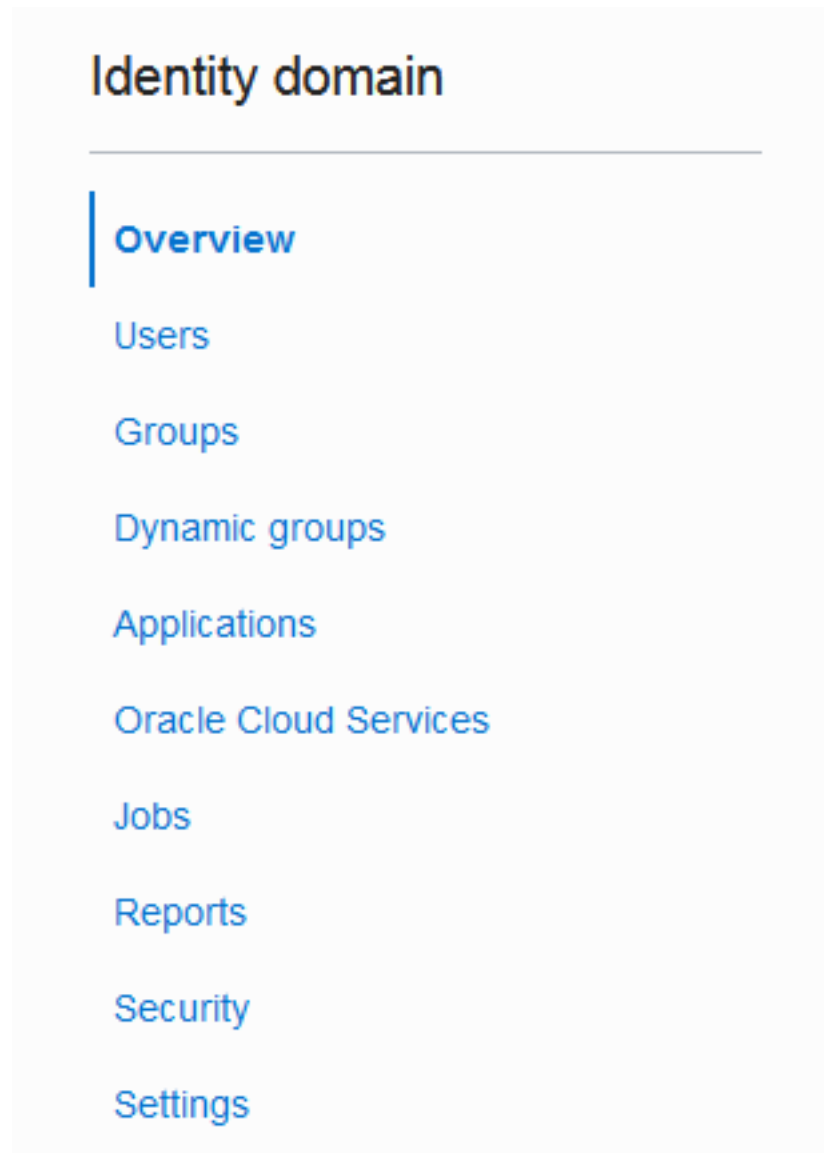 Identity domain
Overview
Users
Groups
Dynamic groups
Applications
Oracle Cloud Services
Jobs
Reports
Security
Settings